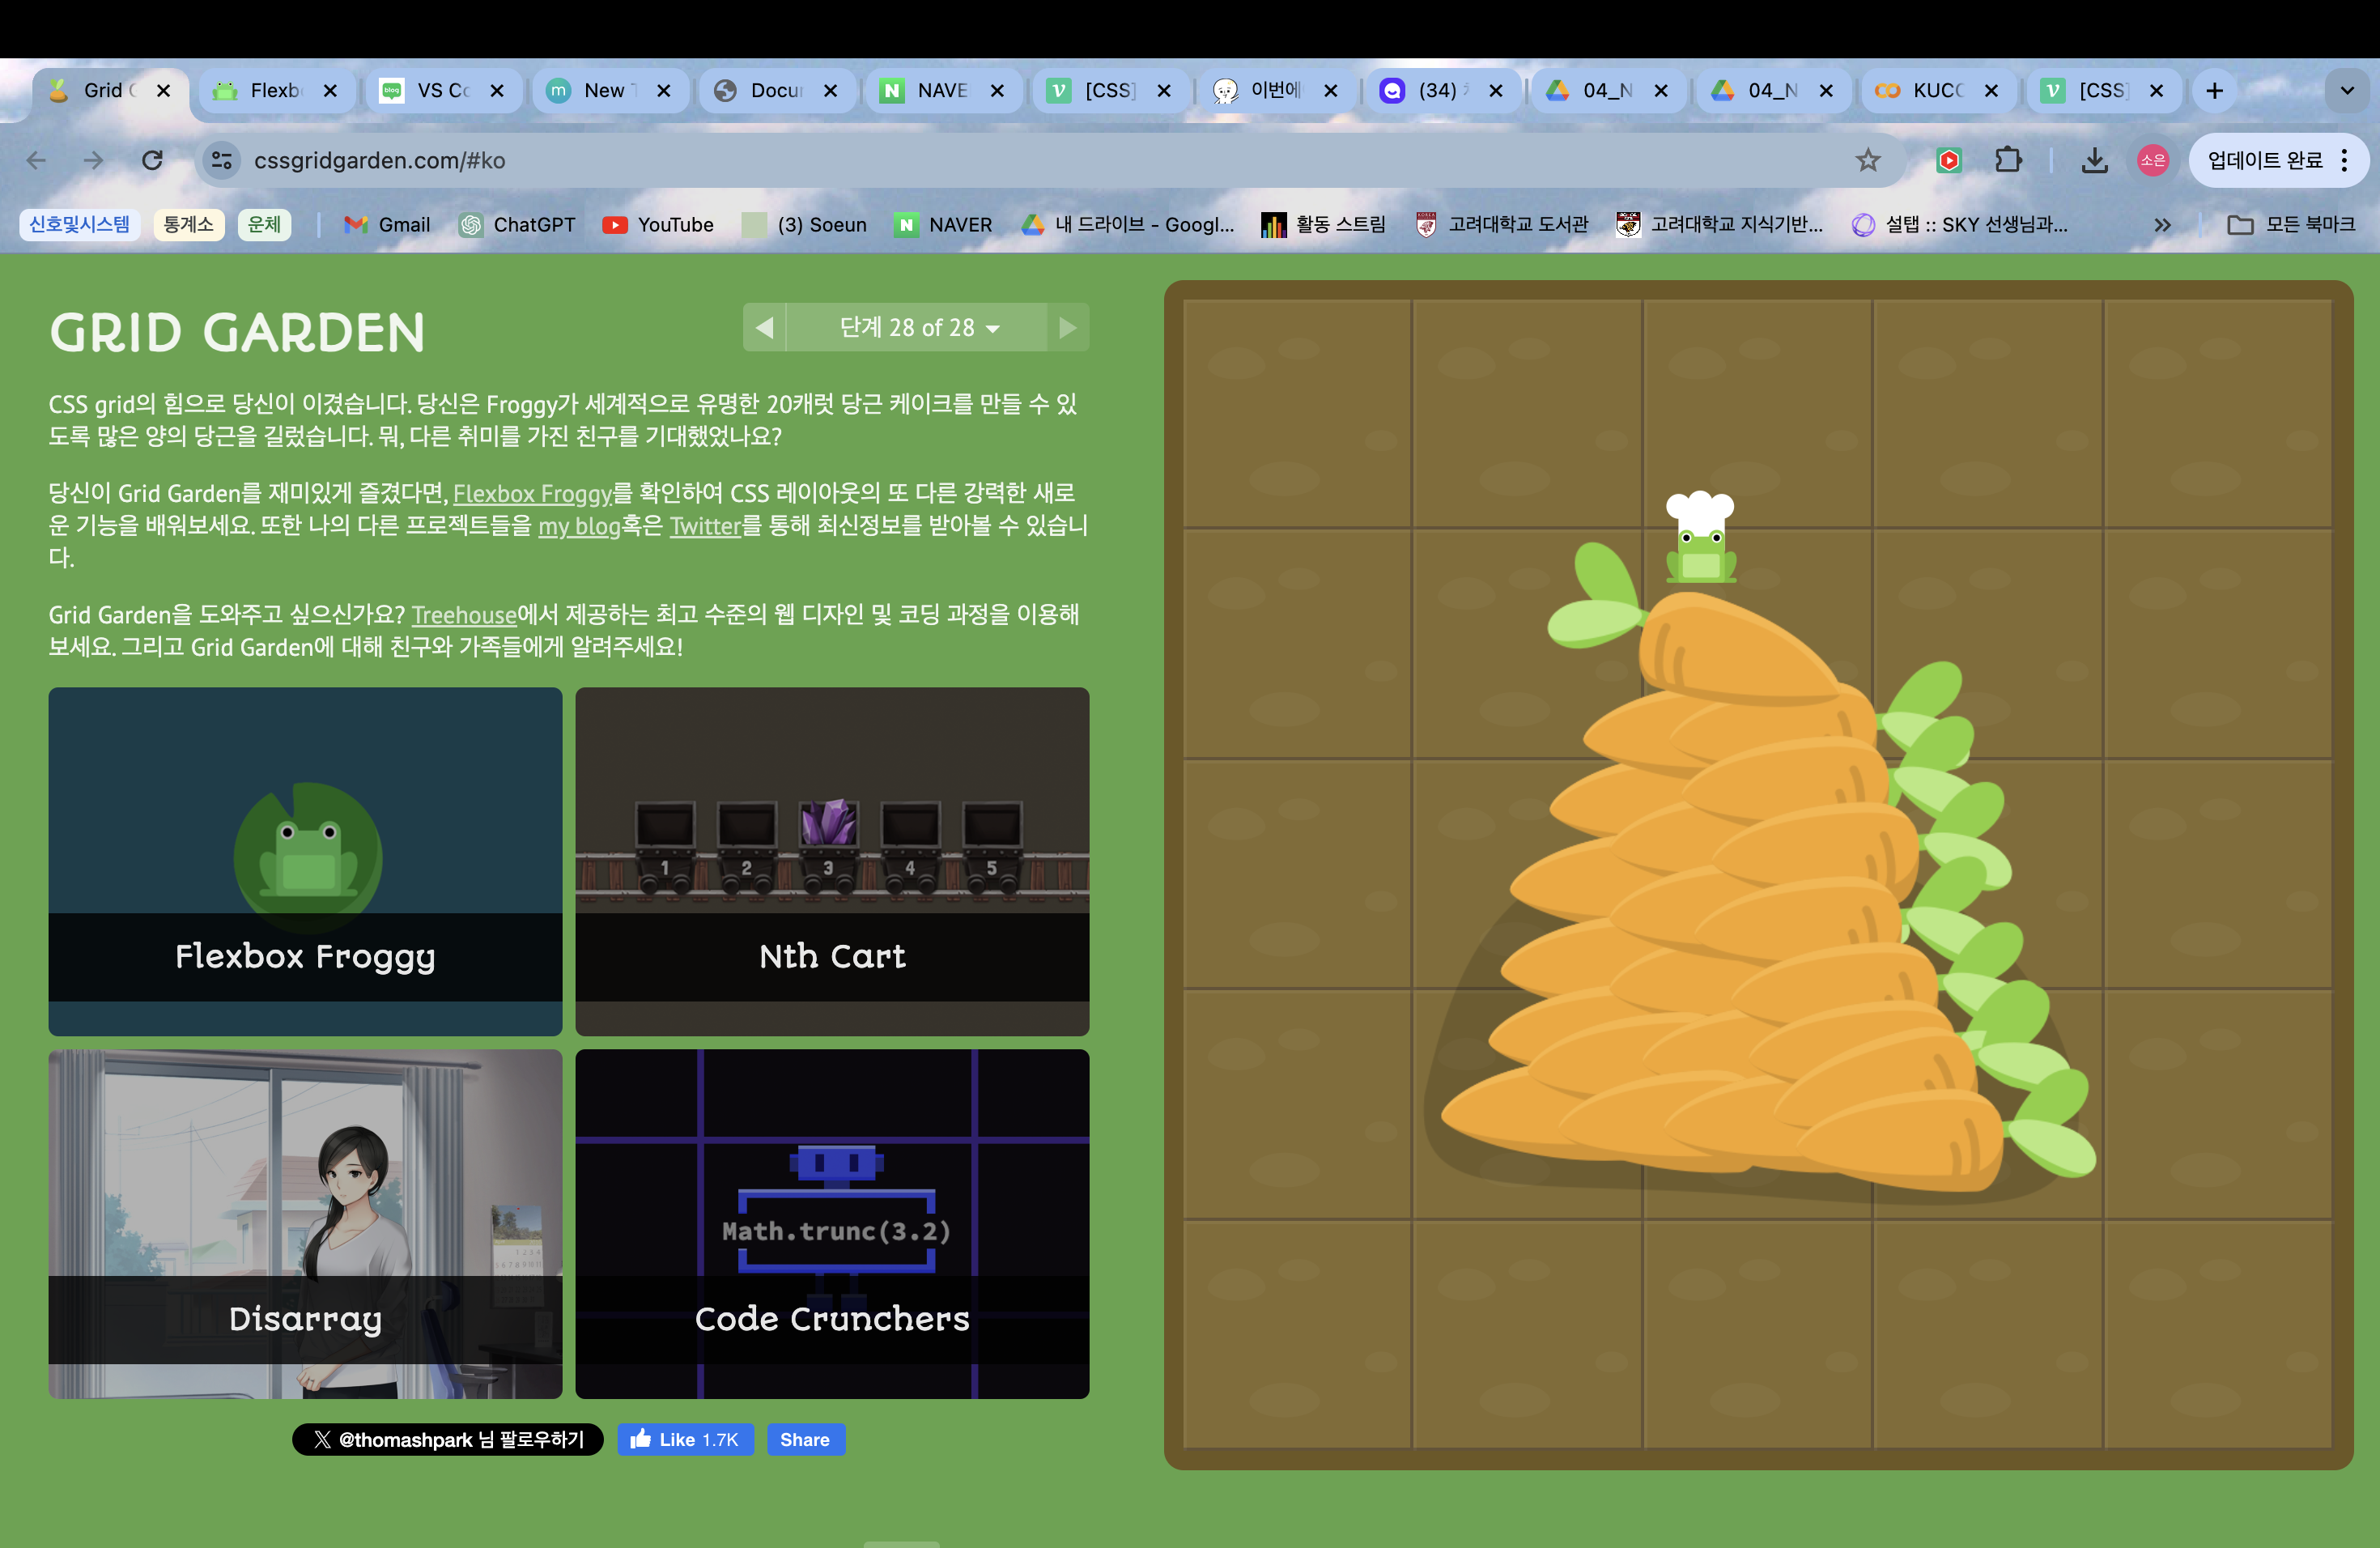 Grid
Flexb
VS Co
New
Docu
NAVE
[CSS]
이번에
(34)
04_N
04_N
KUCC
[CSS]
cssgridgarden.com/#ko
소은
업데이트 완료
신호및시스템
통계소
운체
Gmail
ChatGPT
YouTube
(3) Soeun
NAVER
내 드라이브 - Googl...
활동 스트림
고려대학교 도서관
고려대학교 지식기반...
설탭 :: SKY 선생님과...
모든 북마크
GRID GARDEN
단계 28 of 28
CSS grid의 힘으로 당신이 이겼습니다. 당신은 Froggy가 세계적으로 유명한 20캐럿 당근 케이크를 만들 수 있
도록 많은 양의 당근을 길렀습니다. 뭐, 다른 취미를 가진 친구를 기대했었나요?
당신이 Grid Garden를 재미있게 즐겼다면, Flexbox Froggy를 확인하여 CSS 레이아웃의 또 다른 강력한 새로
운 기능을 배워보세요. 또한 나의 다른 프로젝트들을 my blog혹은 Twitter를 통해 최신정보를 받아볼 수 있습니
다.
Grid Garden을 도와주고 싶으신가요? Treehouse에서 제공하는 최고 수준의 웹 디자인 및 코딩 과정을 이용해
보세요. 그리고 Grid Garden에 대해 친구와 가족들에게 알려주세요!
Flexbox Froggy
1 2 3 4 5
Nth Cart
Disarray
Math.trunc(3.2)
Code Crunchers
@thomashpark 님 팔로우하기
Like 1.7K
Share